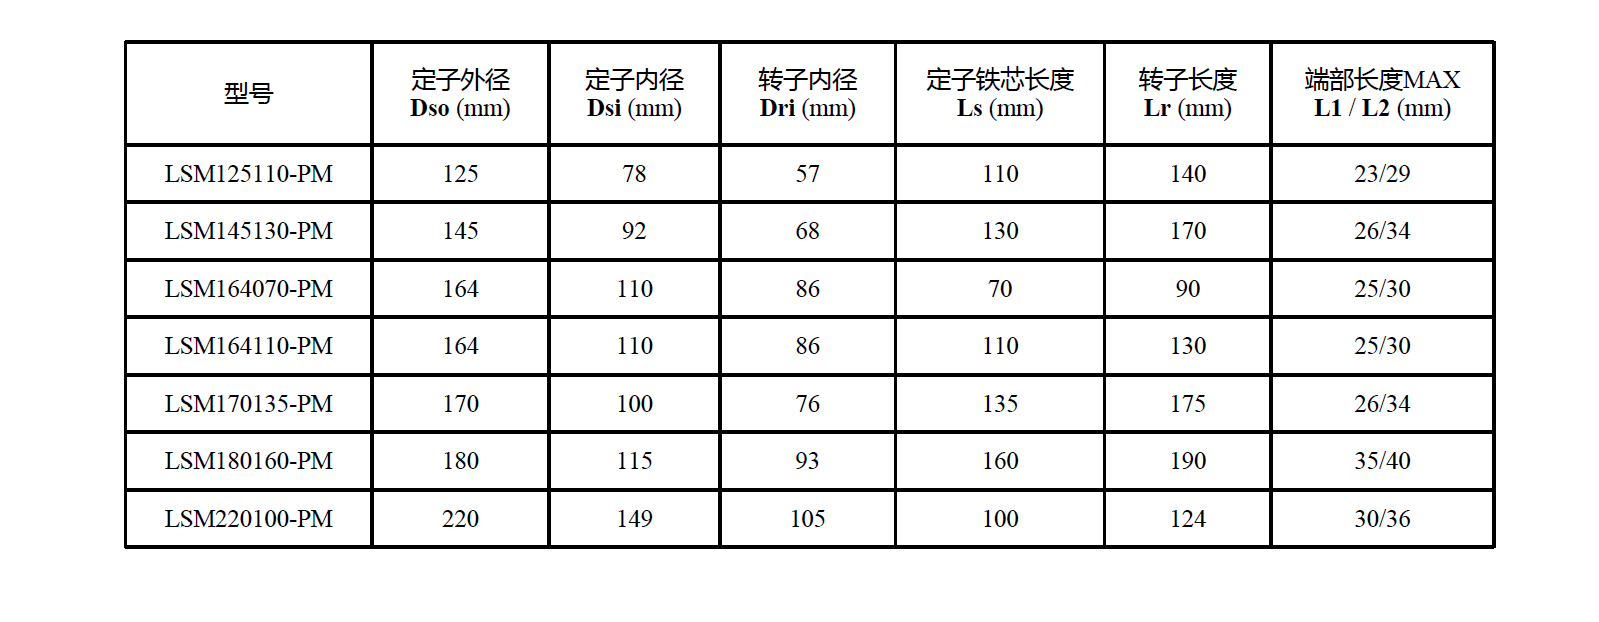 型号 定子外径 定子内径 转子内径 定子铁芯长度 转子长度 端部长度MAX
Dso (mm) Dsi (mm) Dri (mm) Ls (mm) Lr (mm) L1 / L2 (mm)
LSM125110-PM 125 78 57 110 140 23/29
LSM145130-PM 145 92 68 130 170 26/34
LSM164070-PM 164 110 86 70 90 25/30
LSM164110-PM 164 110 86 110 130 25/30
LSM170135-PM 170 100 76 135 175 26/34
LSM180160-PM 180 115 93 160 190 35/40
LSM220100-PM 220 149 105 100 124 30/36